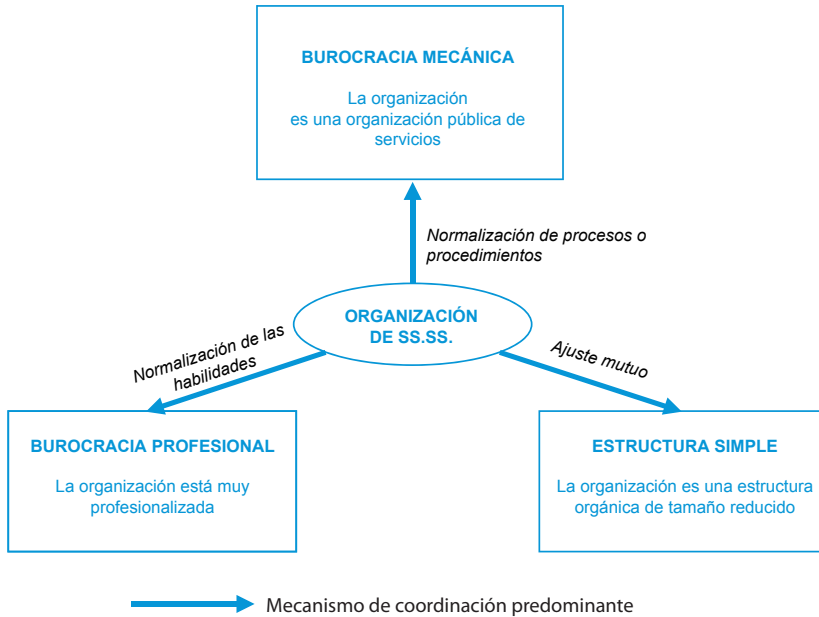 BUROCRACIA MECÁNICA
La organización
es una organización pública de
servicios
Normalización de procesos o
procedimientos
ORGANIZACIÓN
DE SS.SS.
Normalización de las
habilidades
Ajuste mutuo
BUROCRACIA PROFESIONAL
La organización está muy
profesionalizada
ESTRUCTURA SIMPLE
La organización es una estructura
orgánica de tamaño reducido
Mecanismo de coordinación predominante